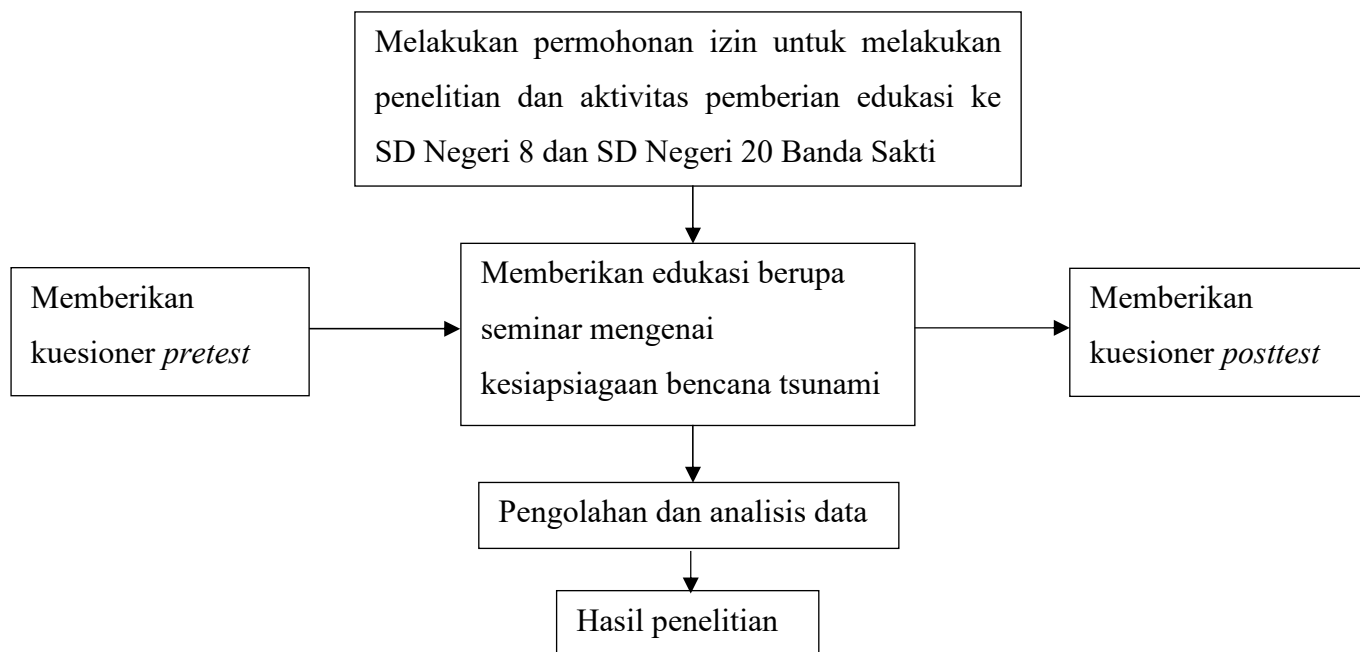 Melakukan permohonan izin untuk melakukan
penelitian dan aktivitas pemberian edukasi ke
SD Negeri 8 dan SD Negeri 20 Banda Sakti
Memberikan
kuesioner pretest
Memberikan edukasi berupa
seminar mengenai
kesiapsiagaan bencana tsunami
Memberikan
kuesioner posttest
Pengolahan dan analisis data
Hasil penelitian